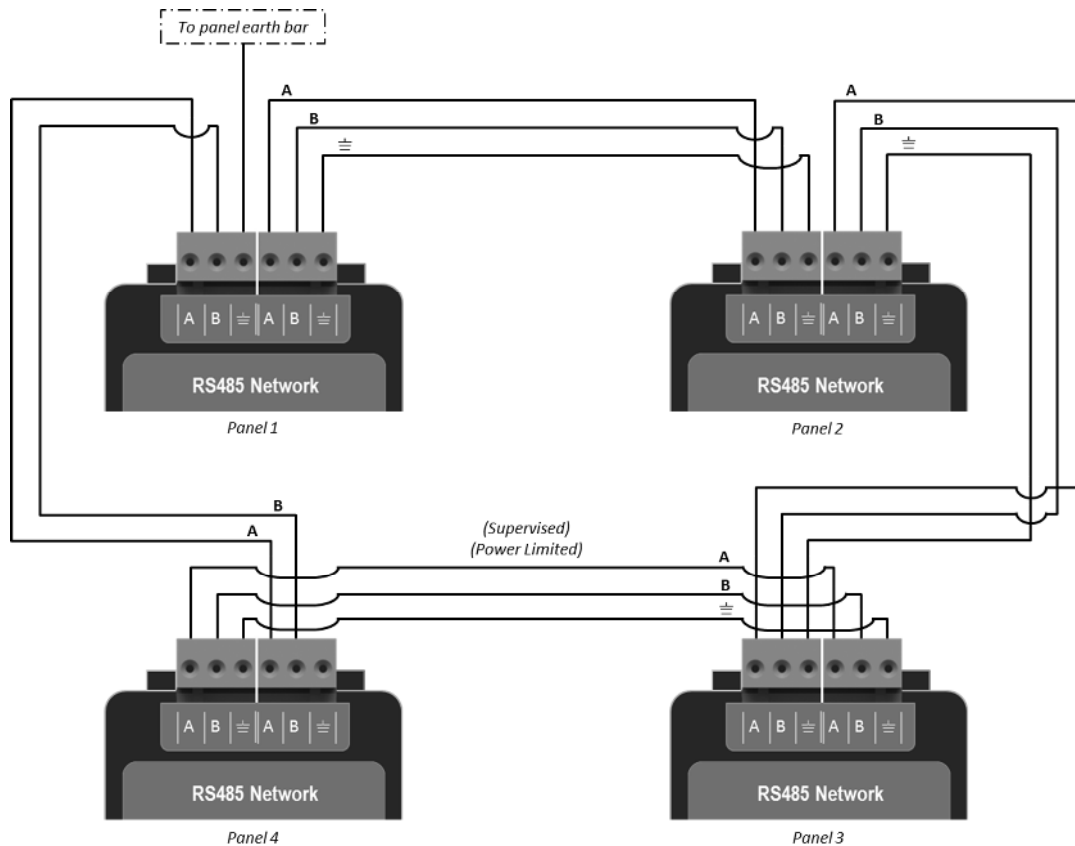 To panel earth bar
A
B
A
B
A B A B
RS485 Network
Panel 1
A B A B
RS485 Network
Panel 2
B
A
(Supervised)
(Power Limited)
A
B
A B A B
RS485 Network
Panel 4
A B A B
RS485 Network
Panel 3